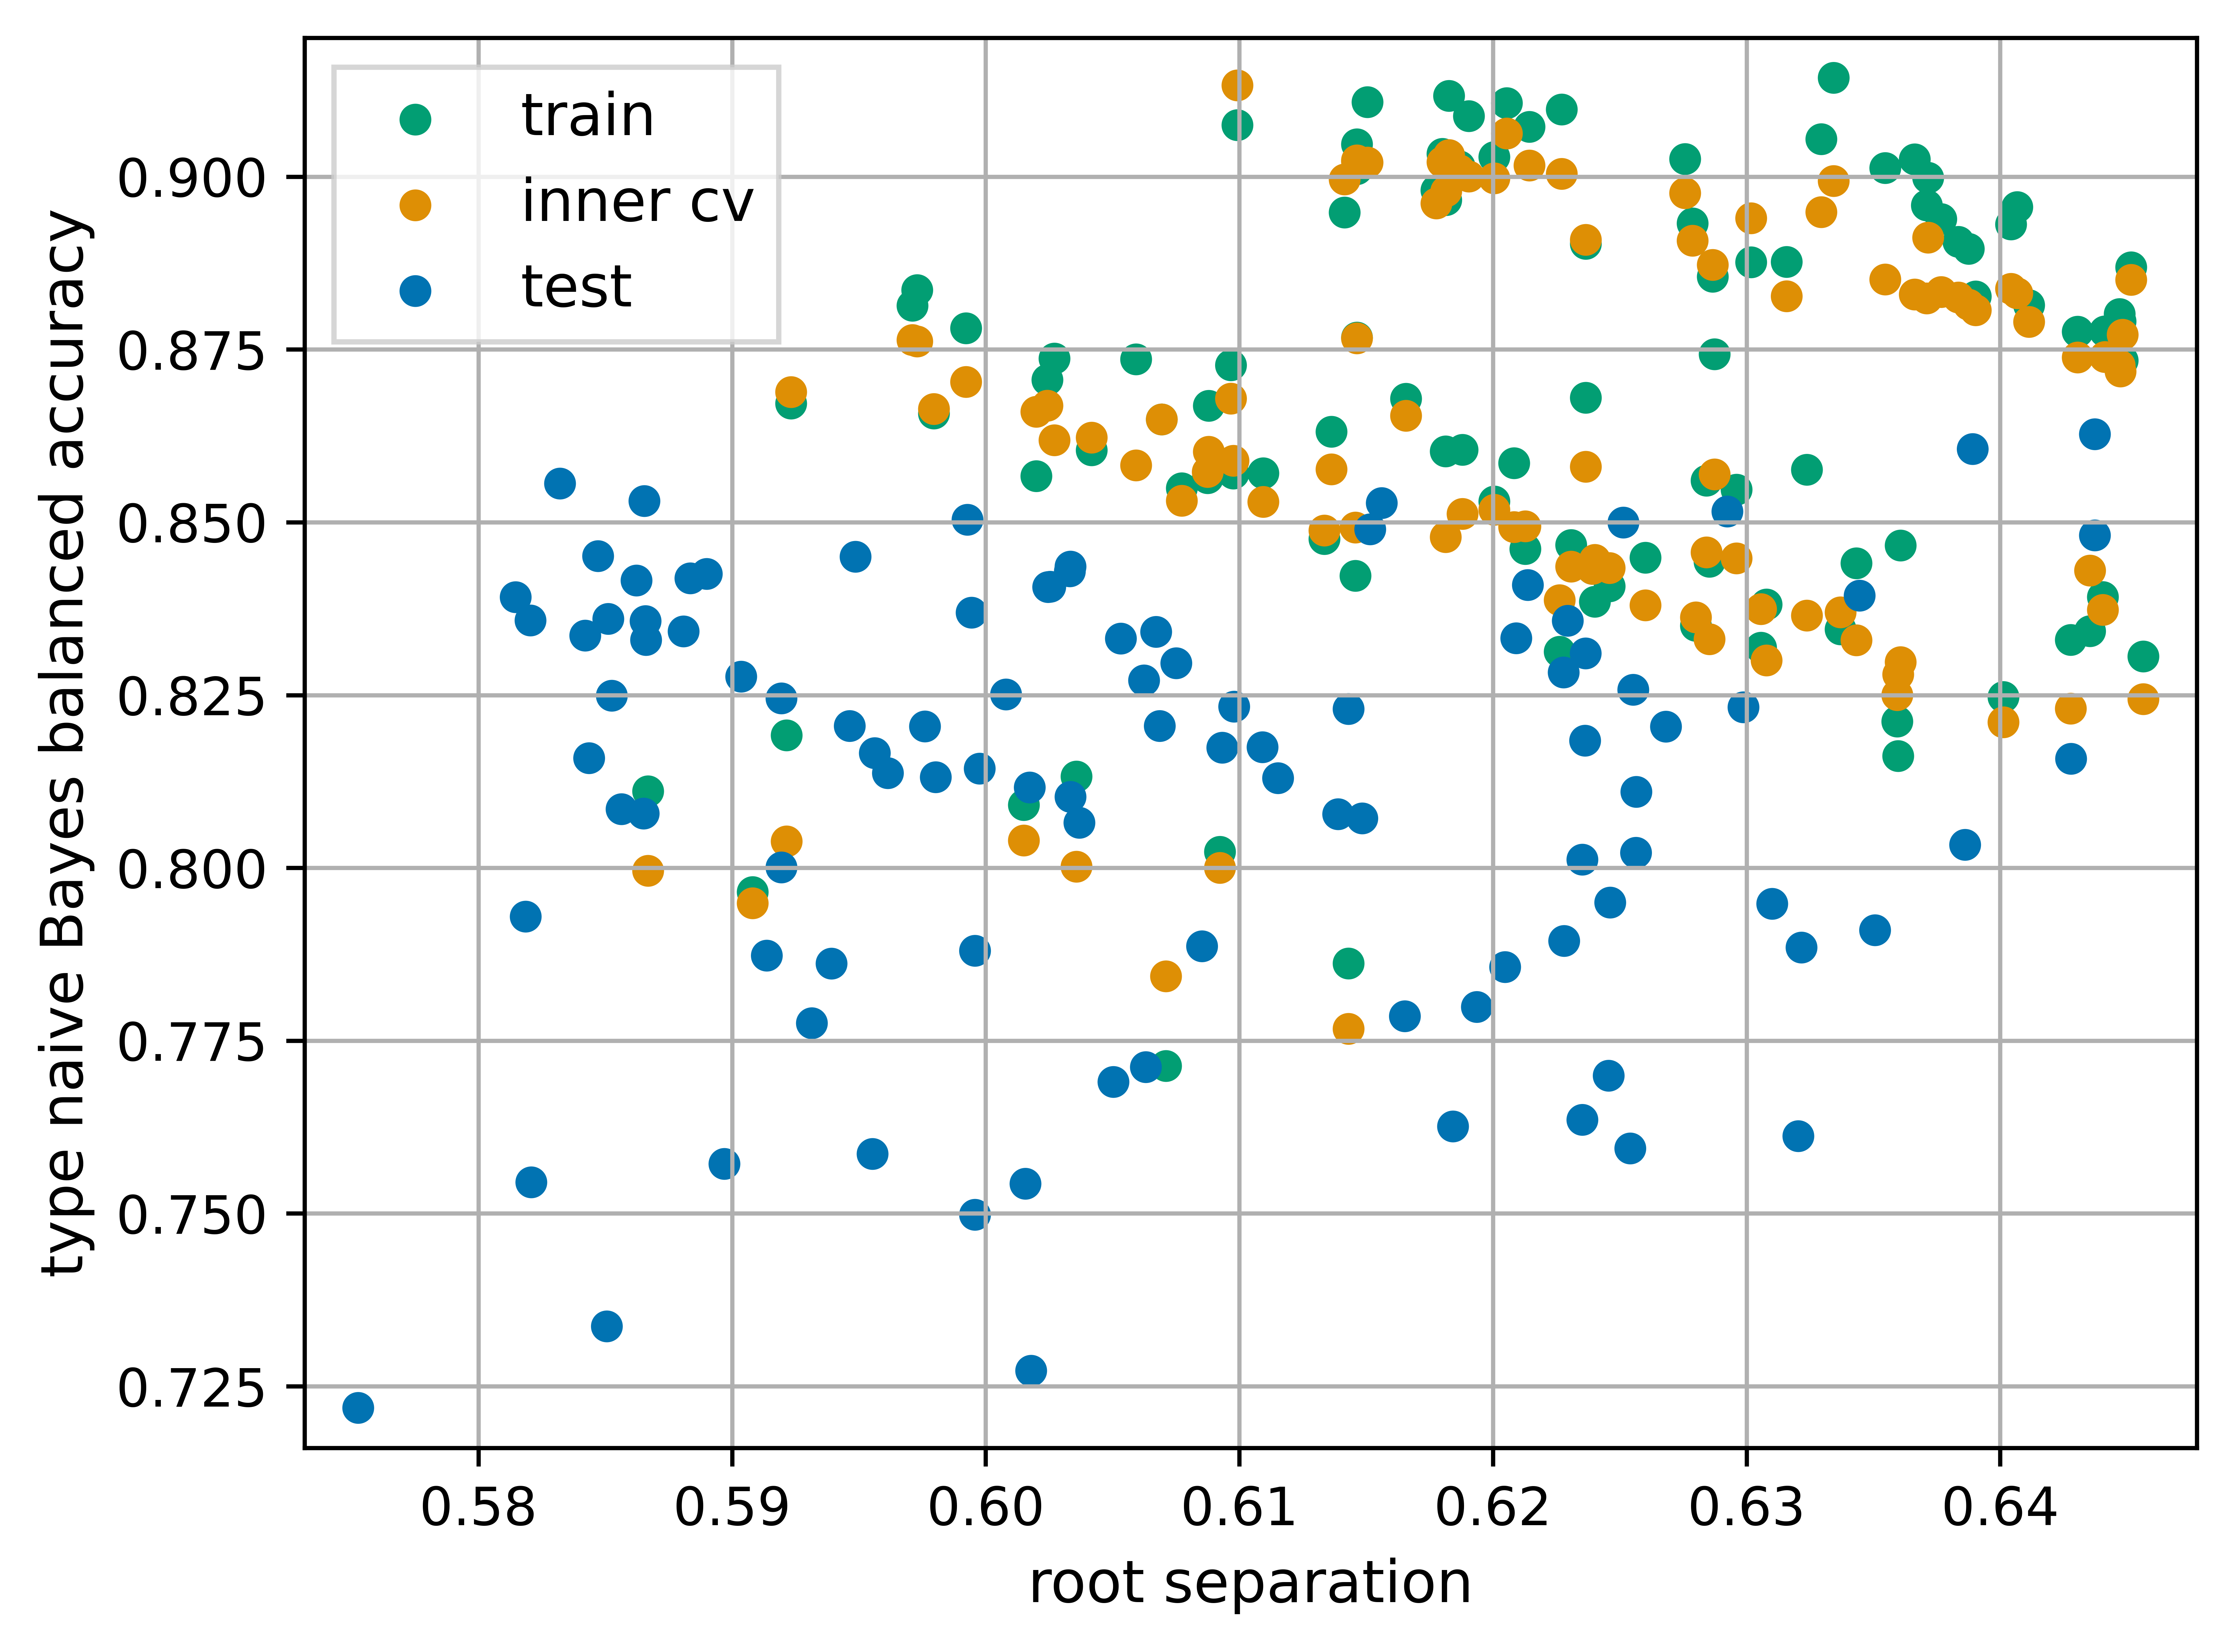 train
inner cv
test
type naive Bayes balanced accuracy
0.900
0.875
0.850
0.825
0.800
0.775
0.750
0.725
0.58 0.59 0.60 0.61 0.62 0.63 0.64
root separation